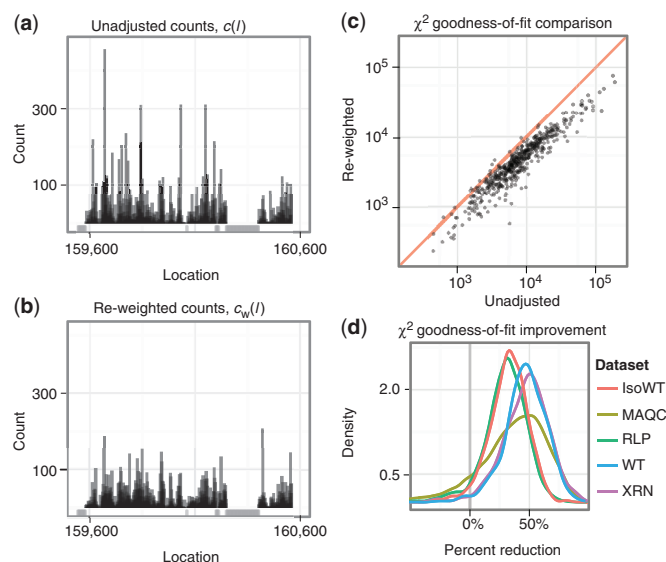 (a)
Unadjusted counts, c(l)
Count
300
100
159,600
160,600
Location
(b)
Re-weighted counts, c_w(l)
Count
300
100
159,600
160,600
Location
(c)
χ² goodness-of-fit comparison
Re-weighted
10⁵
10⁴
10³
10³
10⁴
10⁵
Unadjusted
(d)
χ² goodness-of-fit improvement
Density
2.0
0.5
0%
50%
Percent reduction
Dataset
IsoWT
MAQC
RLP
WT
XRN